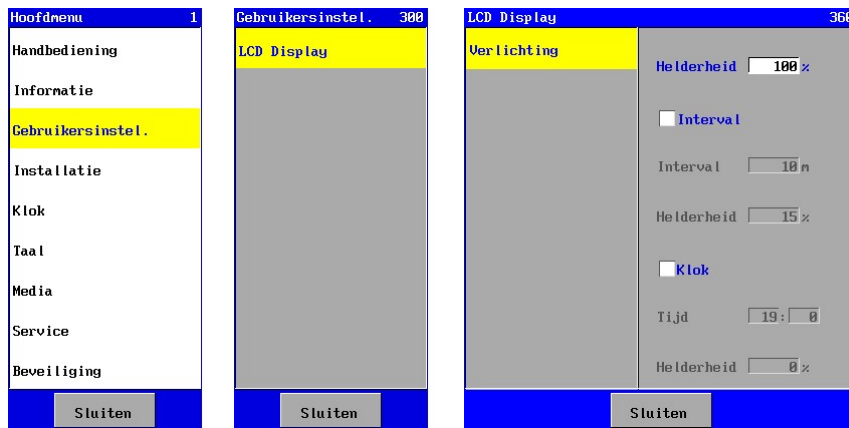 Hoofdmenu 1
Handbediening
Informatie
Gebruikersinstel.
Installatie
Klok
Taal
Media
Service
Beveiliging
Sluiten
Gebruikersinstel. 300
LCD Display
Sluiten
LCD Display 360
Verlichting
Helderheid 100 %
Interval
Interval 10 m
Helderheid 15 %
Klok
Tijd 19: 0
Helderheid 0 %
Sluiten